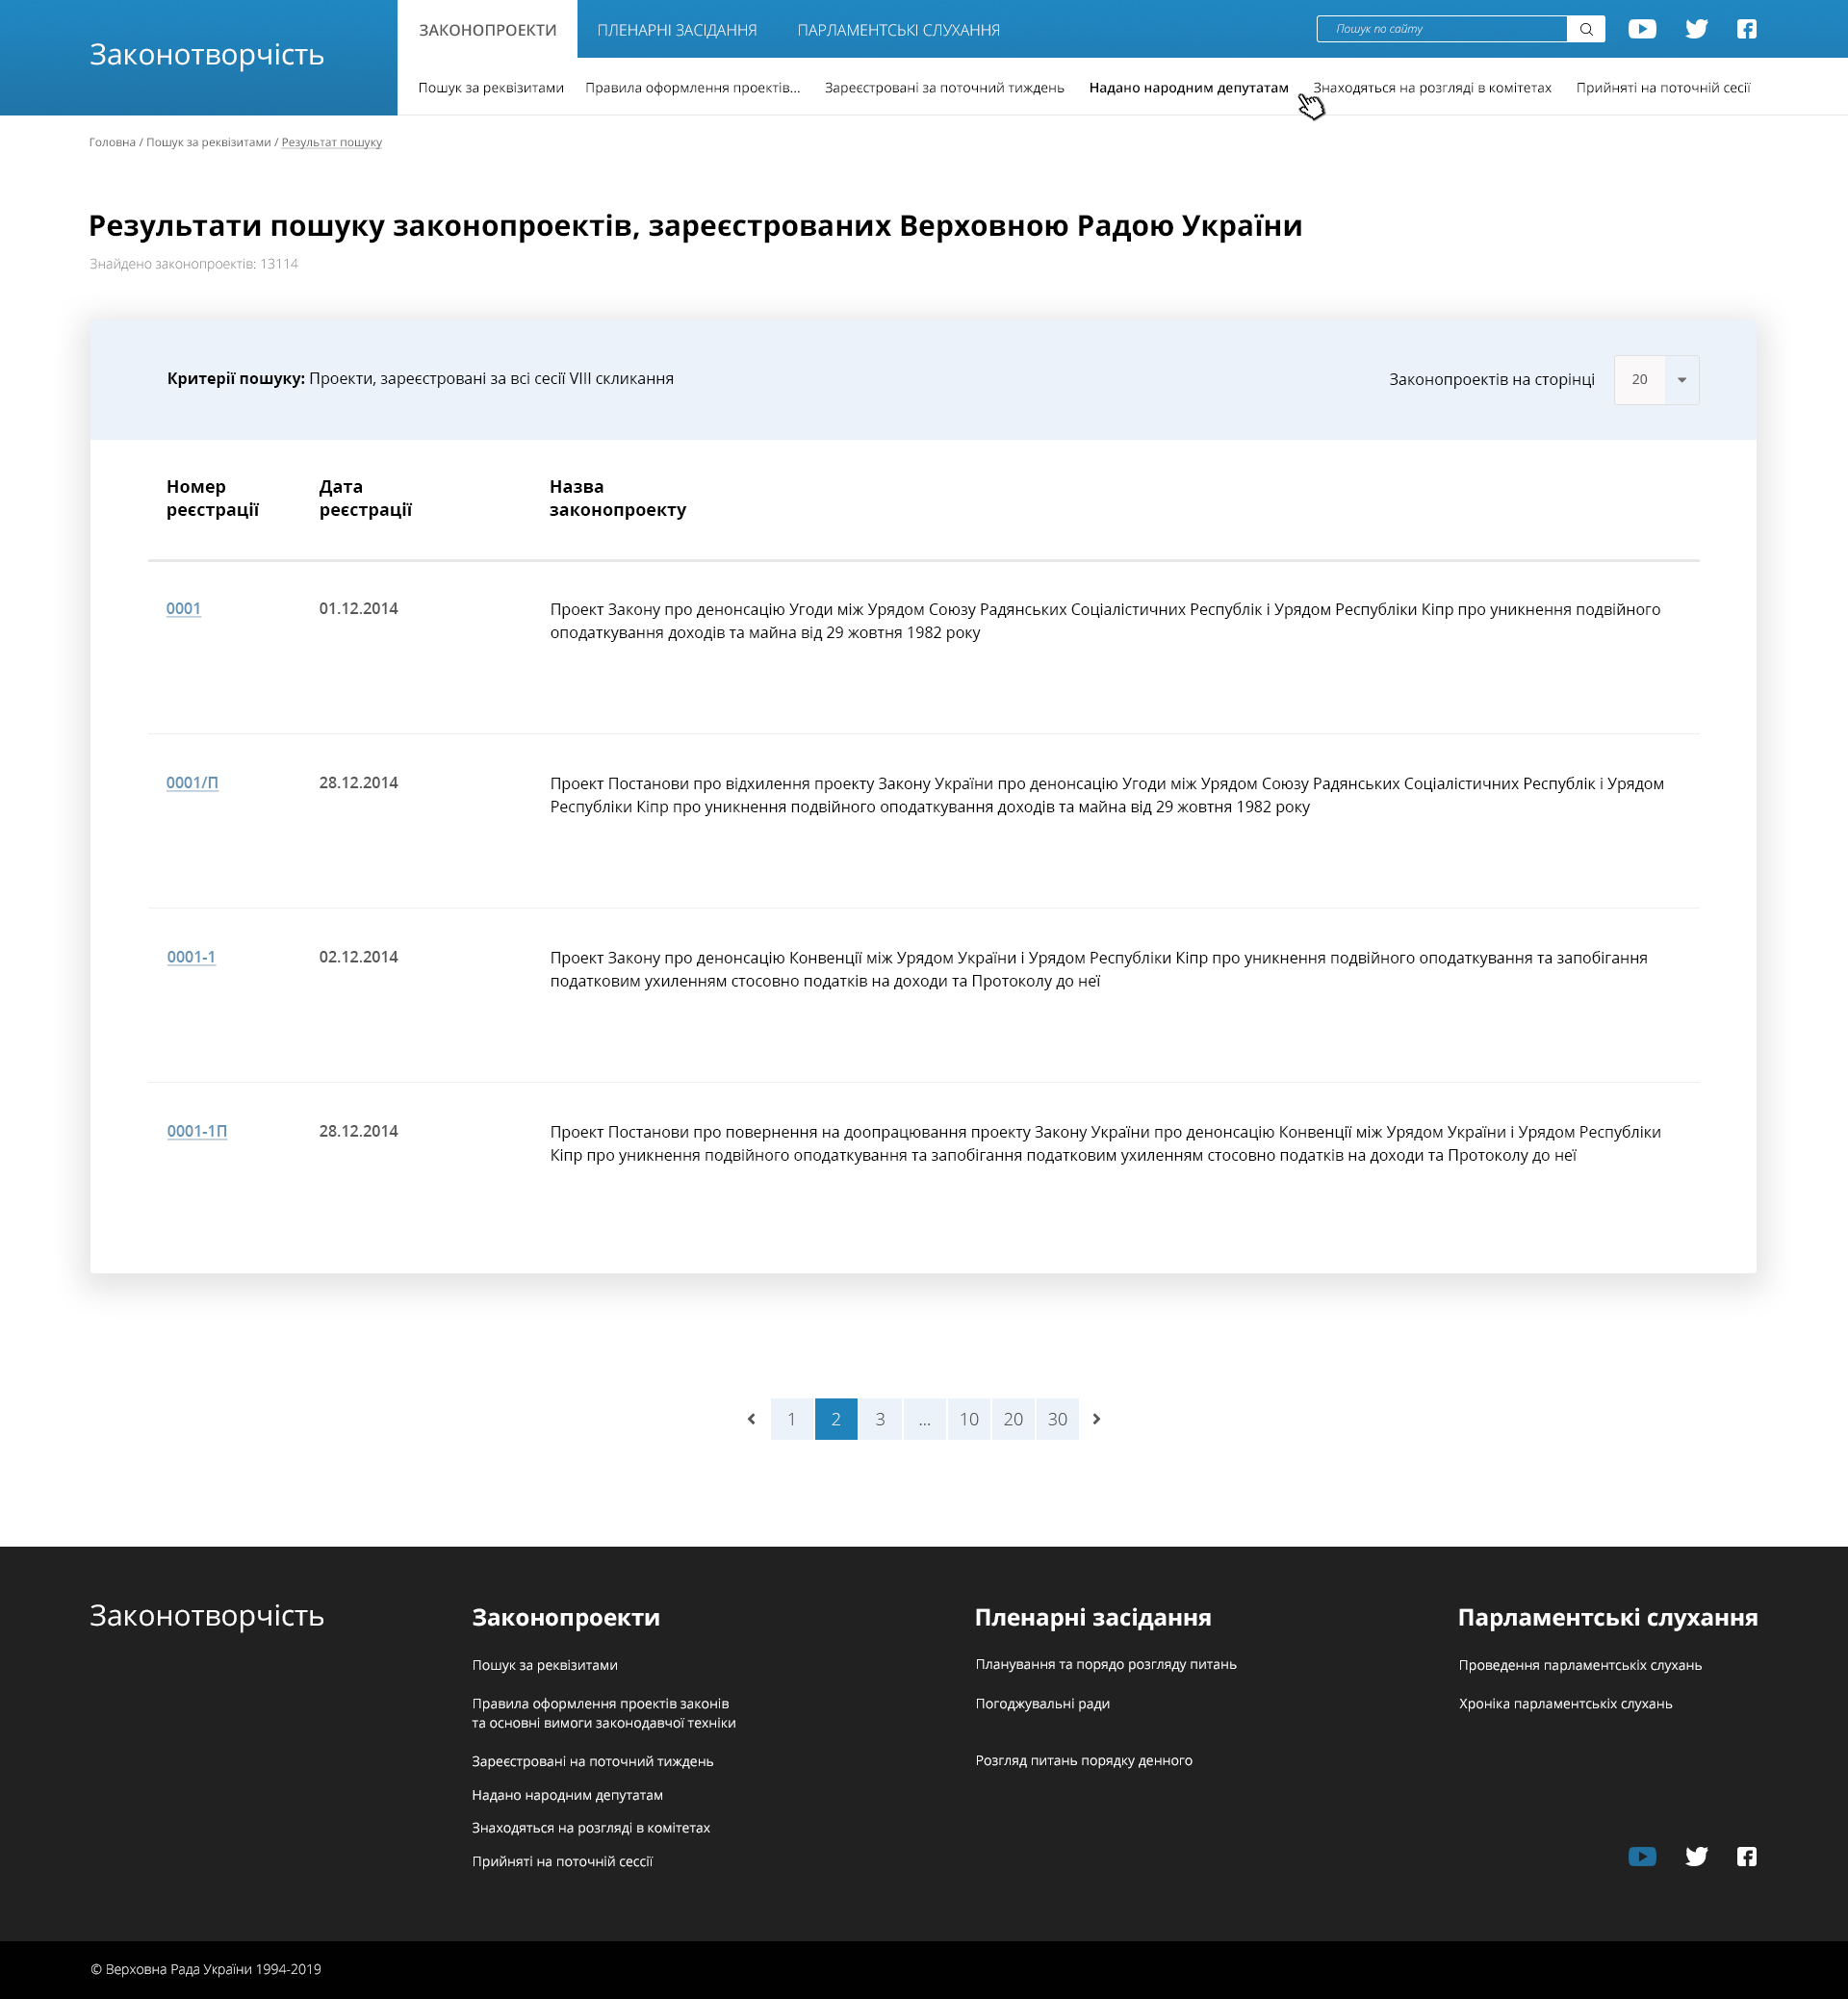 Законотворчість
ЗАКОНОПРОЕКТИ
ПЛЕНАРНІ ЗАСІДАННЯ
ПАРЛАМЕНТСЬКІ СЛУХАННЯ
Пошук по сайту
Пошук за реквізитами
Правила оформлення проектів...
Зареєстровані за поточний тиждень
Надано народним депутатам
Знаходяться на розгляді в комітетах
Прийняті на поточній сесії
Головна / Пошук за реквізитами / Результат пошуку
Результати пошуку законопроектів, зареєстрованих Верховною Радою України
Знайдено законопроектів: 13114
Критерії пошуку: Проекти, зареєстровані за всі сесії VIII скликання
Законопроектів на сторінці
20
Номер
реєстрації
Дата
реєстрації
Назва
законопроекту
0001
01.12.2014
Проект Закону про денонсацію Угоди між Урядом Союзу Радянських Соціалістичних Республік і Урядом Республіки Кіпр про уникнення подвійного
оподаткування доходів та майна від 29 жовтня 1982 року
0001/П
28.12.2014
Проект Постанови про відхилення проекту Закону України про денонсацію Угоди між Урядом Союзу Радянських Соціалістичних Республік і Урядом
Республіки Кіпр про уникнення подвійного оподаткування доходів та майна від 29 жовтня 1982 року
0001-1
02.12.2014
Проект Закону про денонсацію Конвенції між Урядом України і Урядом Республіки Кіпр про уникнення подвійного оподаткування та запобігання
податковим ухиленням стосовно податків на доходи та Протоколу до неї
0001-1П
28.12.2014
Проект Постанови про повернення на доопрацювання проекту Закону України про денонсацію Конвенції між Урядом України і Урядом Республіки
Кіпр про уникнення подвійного оподаткування та запобігання податковим ухиленням стосовно податків на доходи та Протоколу до неї
1 2 3 ... 10 20 30
Законотворчість
Законопроекти
Пошук за реквізитами
Правила оформлення проектів законів
та основні вимоги законодавчої техніки
Зареєстровані на поточний тиждень
Надано народним депутатам
Знаходяться на розгляді в комітетах
Прийняті на поточній сессії
Пленарні засідання
Планування та порядо розгляду питань
Погоджувальні ради
Розгляд питань порядку денного
Парламентські слухання
Проведення парламентськіх слухань
Хроніка парламентськіх слухань
© Верховна Рада України 1994-2019